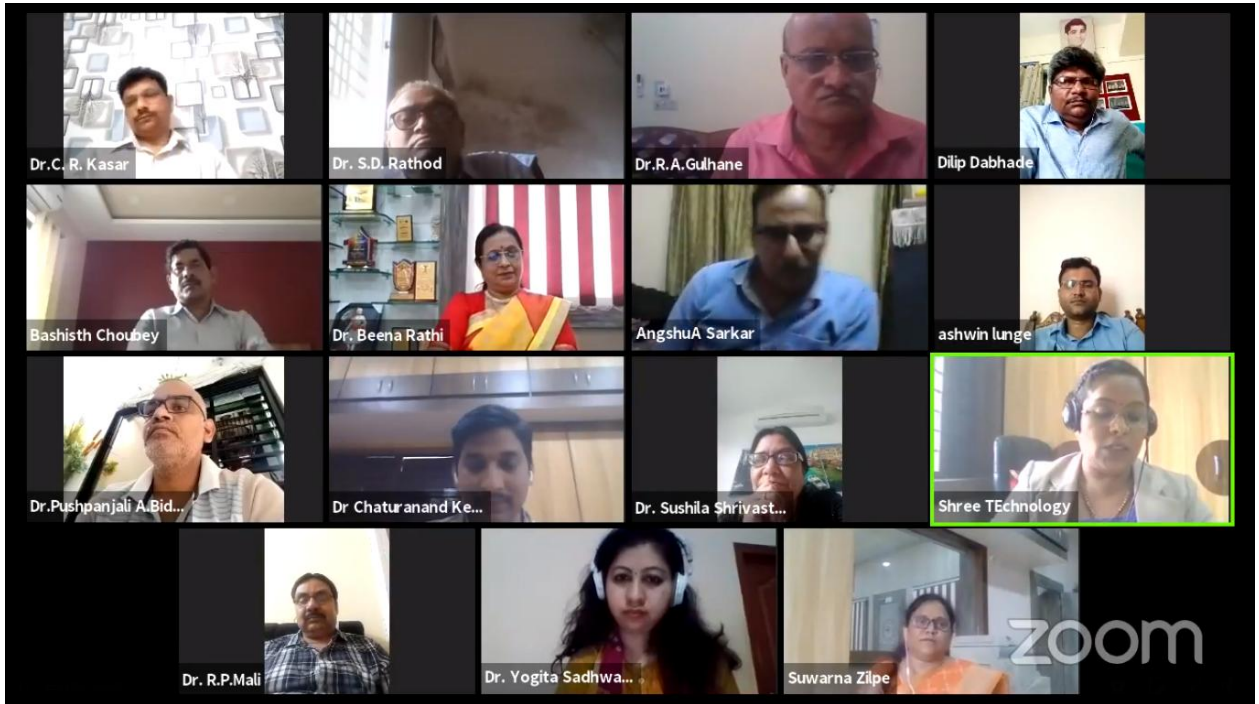 Dr.C. R. Kasar
Dr. S.D. Rathod
Dr.R.A.Gulhane
Dilip Dabhade
Bashisth Choubey
Dr. Beena Rathi
AngshuA Sarkar
ashwin lunge
Dr.Pushpanjali A.Bid...
Dr Chaturanand Ke...
Dr. Sushila Shrivast...
Shree TEchnology
Dr. R.P.Mali
Dr. Yogita Sadhwa...
Suwarna Zilpe
zoom